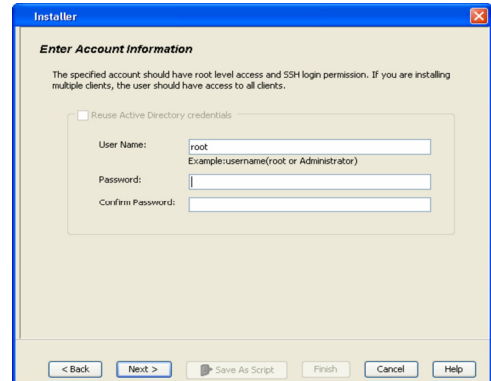 Installer
Enter Account Information
The specified account should have root level access and SSH login permission. If you are installing
multiple clients, the user should have access to all clients.
Reuse Active Directory credentials
User Name:
root
Example:username(root or Administrator)
Password:
Confirm Password:
< Back
Next >
Save As Script
Finish
Cancel
Help